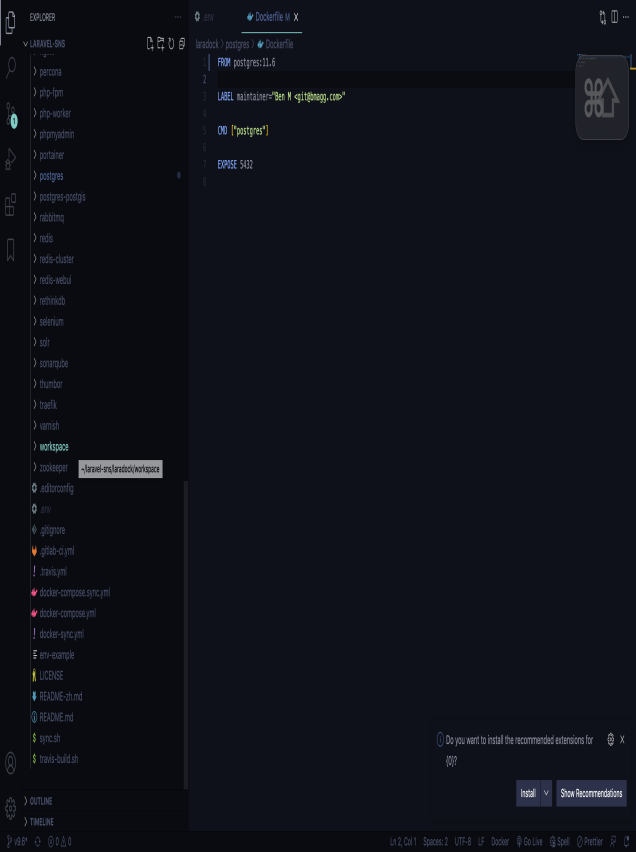 EXPLORER
LARAVEL-SNS
percona
php-fpm
php-worker
phpmyadmin
portainer
postgres
postgres-postgis
rabbitmq
redis
redis-cluster
redis-webui
rethinkdb
selenium
solr
sonarqube
thumbor
traefik
varnish
workspace
zookeeper
~/laravel-sns/laradock/workspace
.editorconfig
.env
.gitignore
.gitlab-ci.yml
.travis.yml
docker-compose.sync.yml
docker-compose.yml
docker-sync.yml
env-example
LICENSE
README-zh.md
README.md
sync.sh
travis-build.sh
OUTLINE
TIMELINE
.env
Dockerfile M
laradock > postgres > Dockerfile
1 FROM postgres:11.6
2
3 LABEL maintainer="Ben M <git@bmagg.com>"
4
5 CMD ["postgres"]
6
7 EXPOSE 5432
8
Do you want to install the recommended extensions for
{0}?
Install
Show Recommendations
v9.6* 0 0 Ln 2, Col 1 Spaces: 2 UTF-8 LF Docker Go Live Spell Prettier